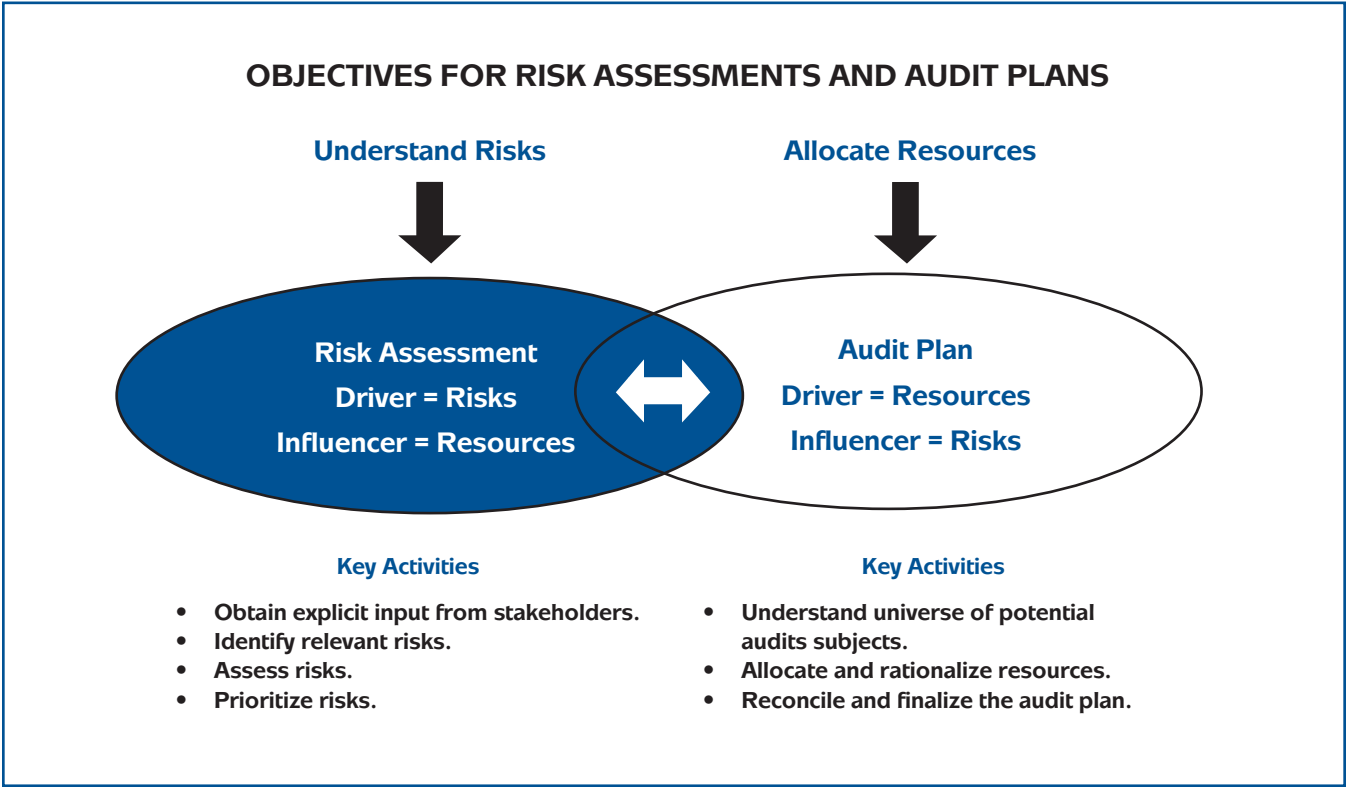 OBJECTIVES FOR RISK ASSESSMENTS AND AUDIT PLANS
Understand Risks
Allocate Resources
Risk Assessment
Driver = Risks
Influencer = Resources
Audit Plan
Driver = Resources
Influencer = Risks
Key Activities
• Obtain explicit input from stakeholders.
• Identify relevant risks.
• Assess risks.
• Prioritize risks.
Key Activities
• Understand universe of potential
audits subjects.
• Allocate and rationalize resources.
• Reconcile and finalize the audit plan.